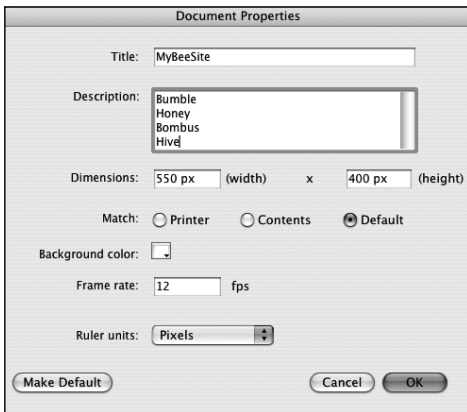 Document Properties
Title: MyBeeSite
Description: Bumble
Honey
Bombus
Hive
Dimensions: 550 px (width) x 400 px (height)
Match: Printer Contents Default
Background color:
Frame rate: 12 fps
Ruler units: Pixels
Make Default Cancel OK